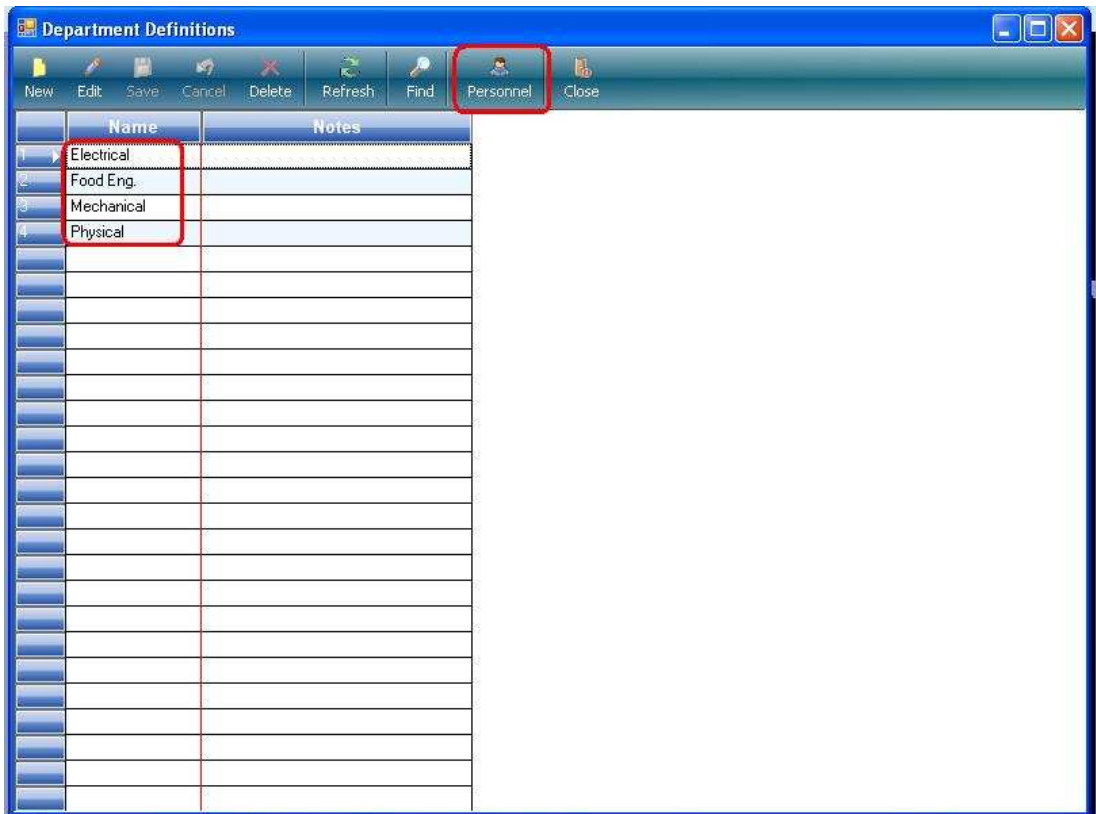 Department Definitions
New Edit Save Cancel Delete Refresh Find Personnel Close
Name Notes
1 Electrical
2 Food Eng.
3 Mechanical
4 Physical